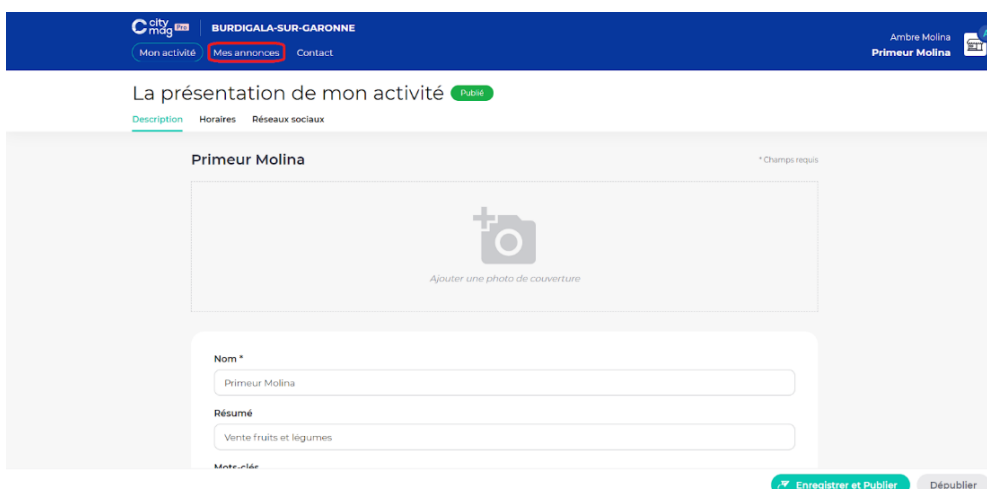 city mag Pro
BURDIGALA-SUR-GARONNE
Ambre Molina
Mon activité Mes annonces Contact
Primeur Molina
La présentation de mon activité Publié
Description Horaires Réseaux sociaux
Primeur Molina
* Champs requis
Ajouter une photo de couverture
Nom *
Primeur Molina
Résumé
Vente fruits et légumes
Mots-clés
Enregistrer et Publier Dépublier